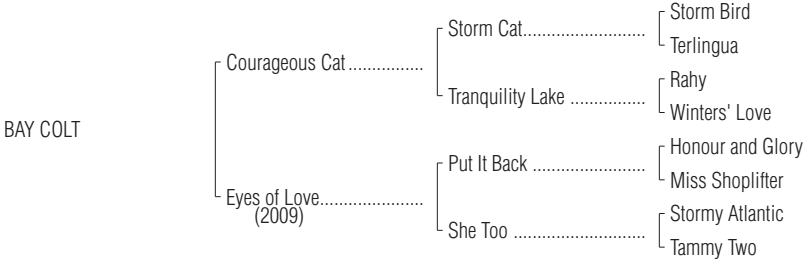 Storm Bird
Storm Cat..........................
Terlingua
Courageous Cat ................
Rahy
Tranquility Lake ................
Winters' Love
BAY COLT
Honour and Glory
Put It Back ........................
Miss Shoplifter
Eyes of Love......................
(2009)
Stormy Atlantic
She Too ............................
Tammy Two